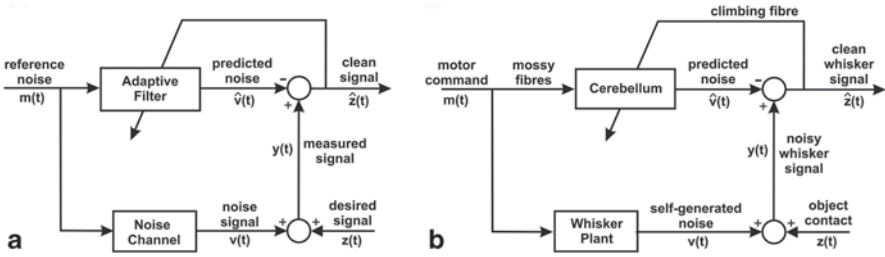 reference
noise
m(t)
Adaptive
Filter
predicted
noise
v̂(t)
-
+
clean
signal
ẑ(t)
y(t)
measured
signal
Noise
Channel
noise
signal
v(t)
+
+
desired
signal
z(t)
a
climbing fibre
motor
command
m(t)
mossy
fibres
Cerebellum
predicted
noise
v̂(t)
-
+
clean
whisker
signal
ẑ(t)
y(t)
noisy
whisker
signal
Whisker
Plant
self-generated
noise
v(t)
+
+
object
contact
z(t)
b